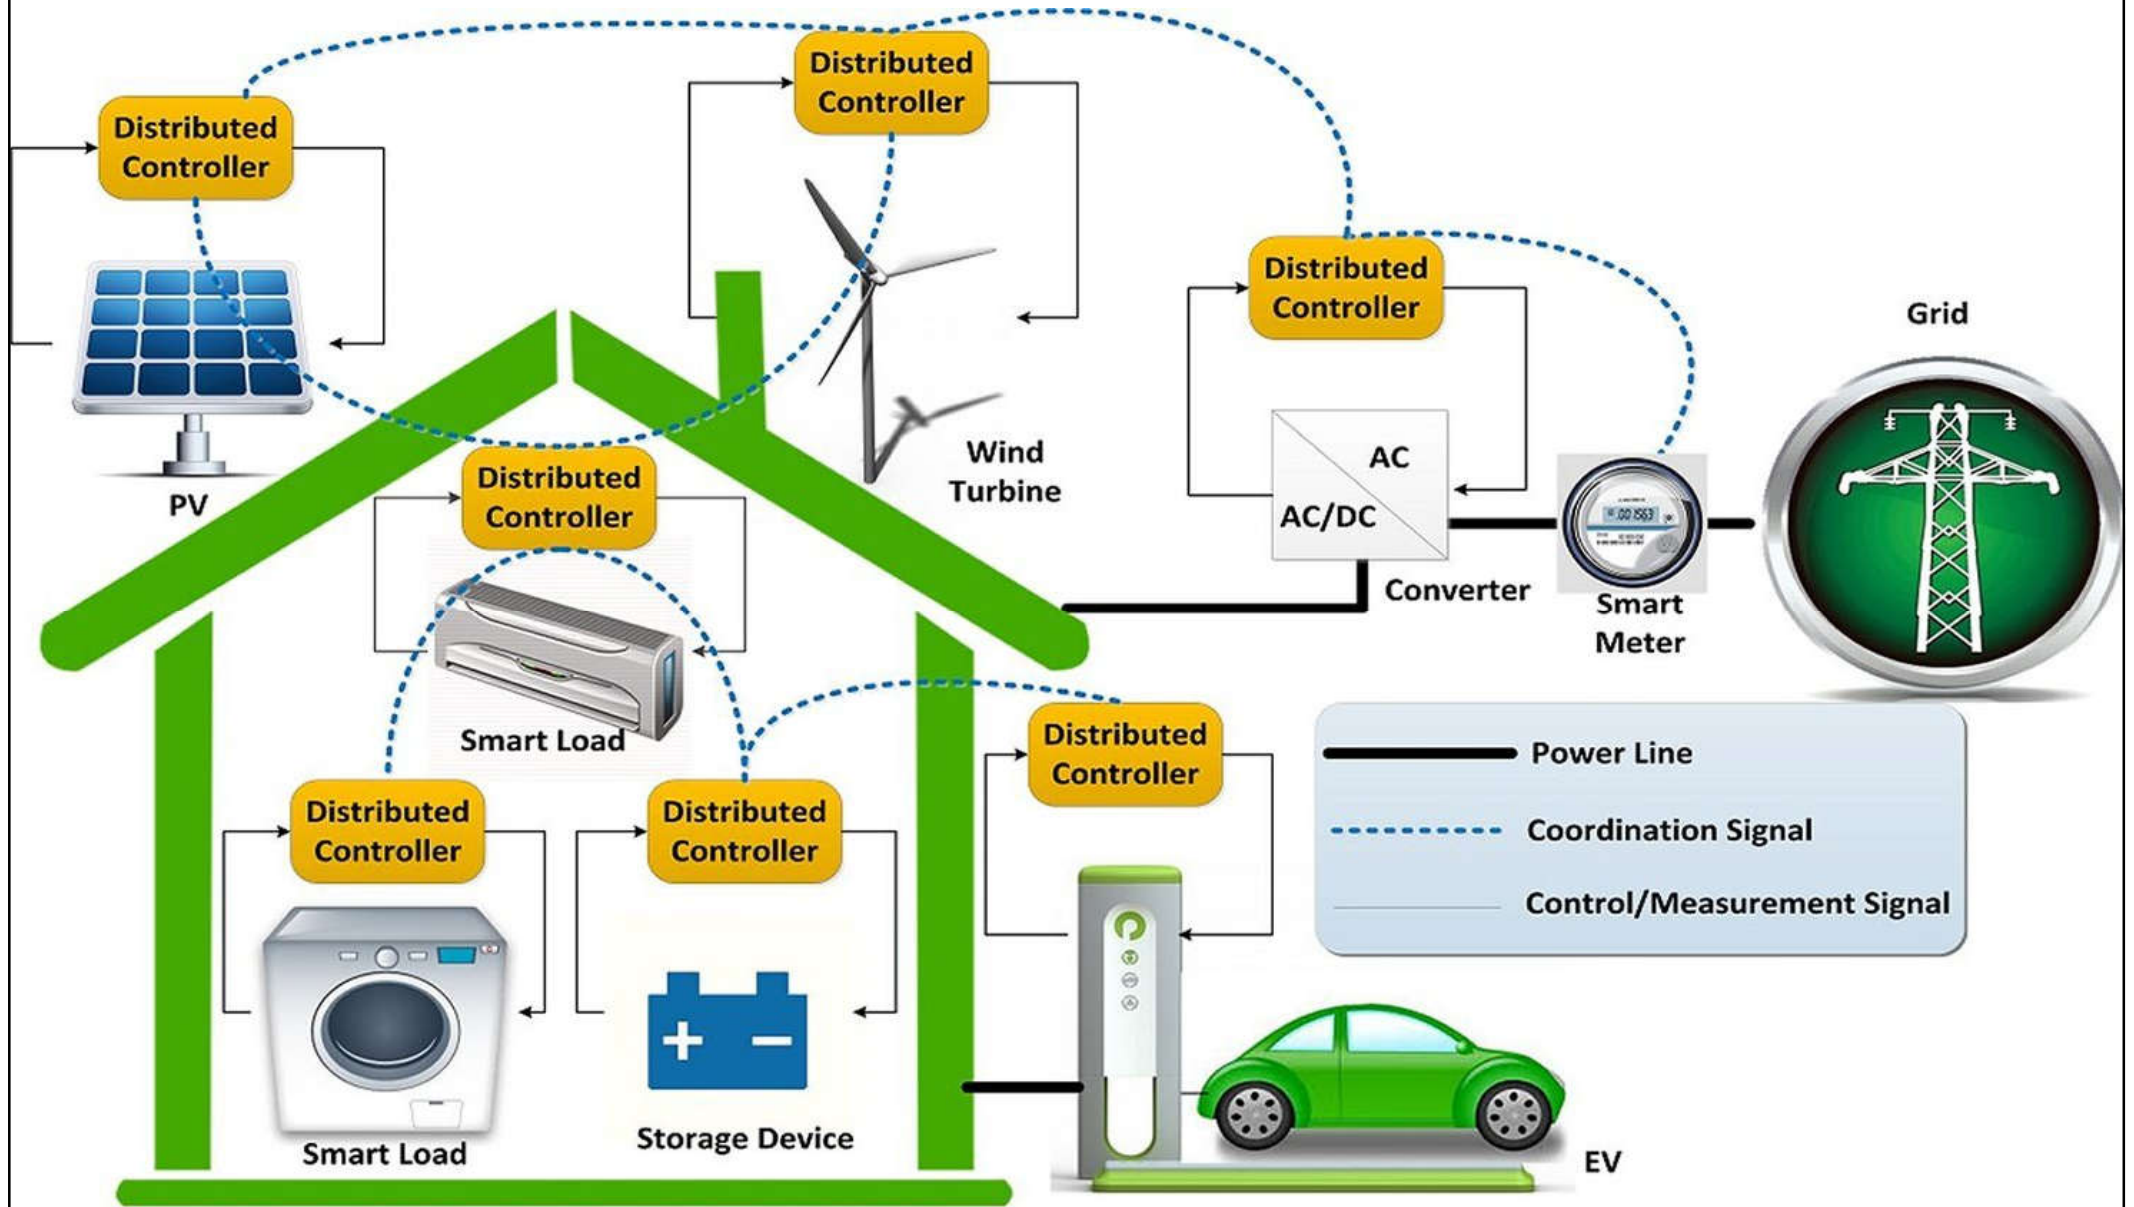 Distributed
Controller
Distributed
Controller
Distributed
Controller
Grid
PV
Wind
Turbine
AC
AC/DC
Converter
001563
Smart
Meter
Distributed
Controller
Smart Load
Distributed
Controller
Power Line
Coordination Signal
Control/Measurement Signal
Distributed
Controller
Distributed
Controller
+ −
Smart Load
Storage Device
EV